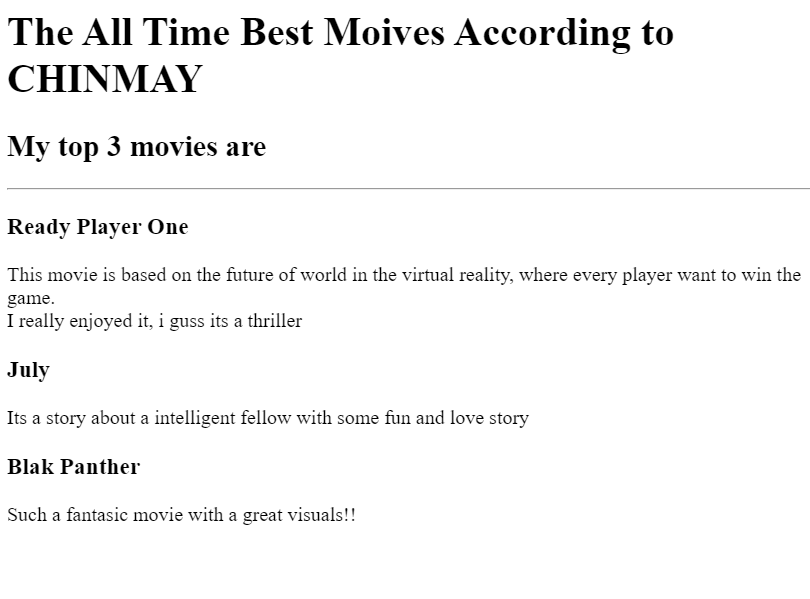 The All Time Best Moives According to
CHINMAY
My top 3 movies are
Ready Player One
This movie is based on the future of world in the virtual reality, where every player want to win the
game.
I really enjoyed it, i guss its a thriller
July
Its a story about a intelligent fellow with some fun and love story
Blak Panther
Such a fantasic movie with a great visuals!!